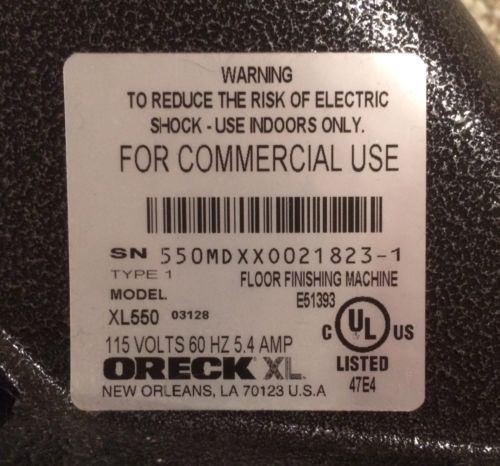 WARNING
TO REDUCE THE RISK OF ELECTRIC
SHOCK - USE INDOORS ONLY.
FOR COMMERCIAL USE
SN 550MDXX0021823-1
TYPE 1 FLOOR FINISHING MACHINE
MODEL E51393
XL550 03128
115 VOLTS 60 HZ 5.4 AMP
C UL US
LISTED
47E4
ORECK XL
NEW ORLEANS, LA 70123 U.S.A